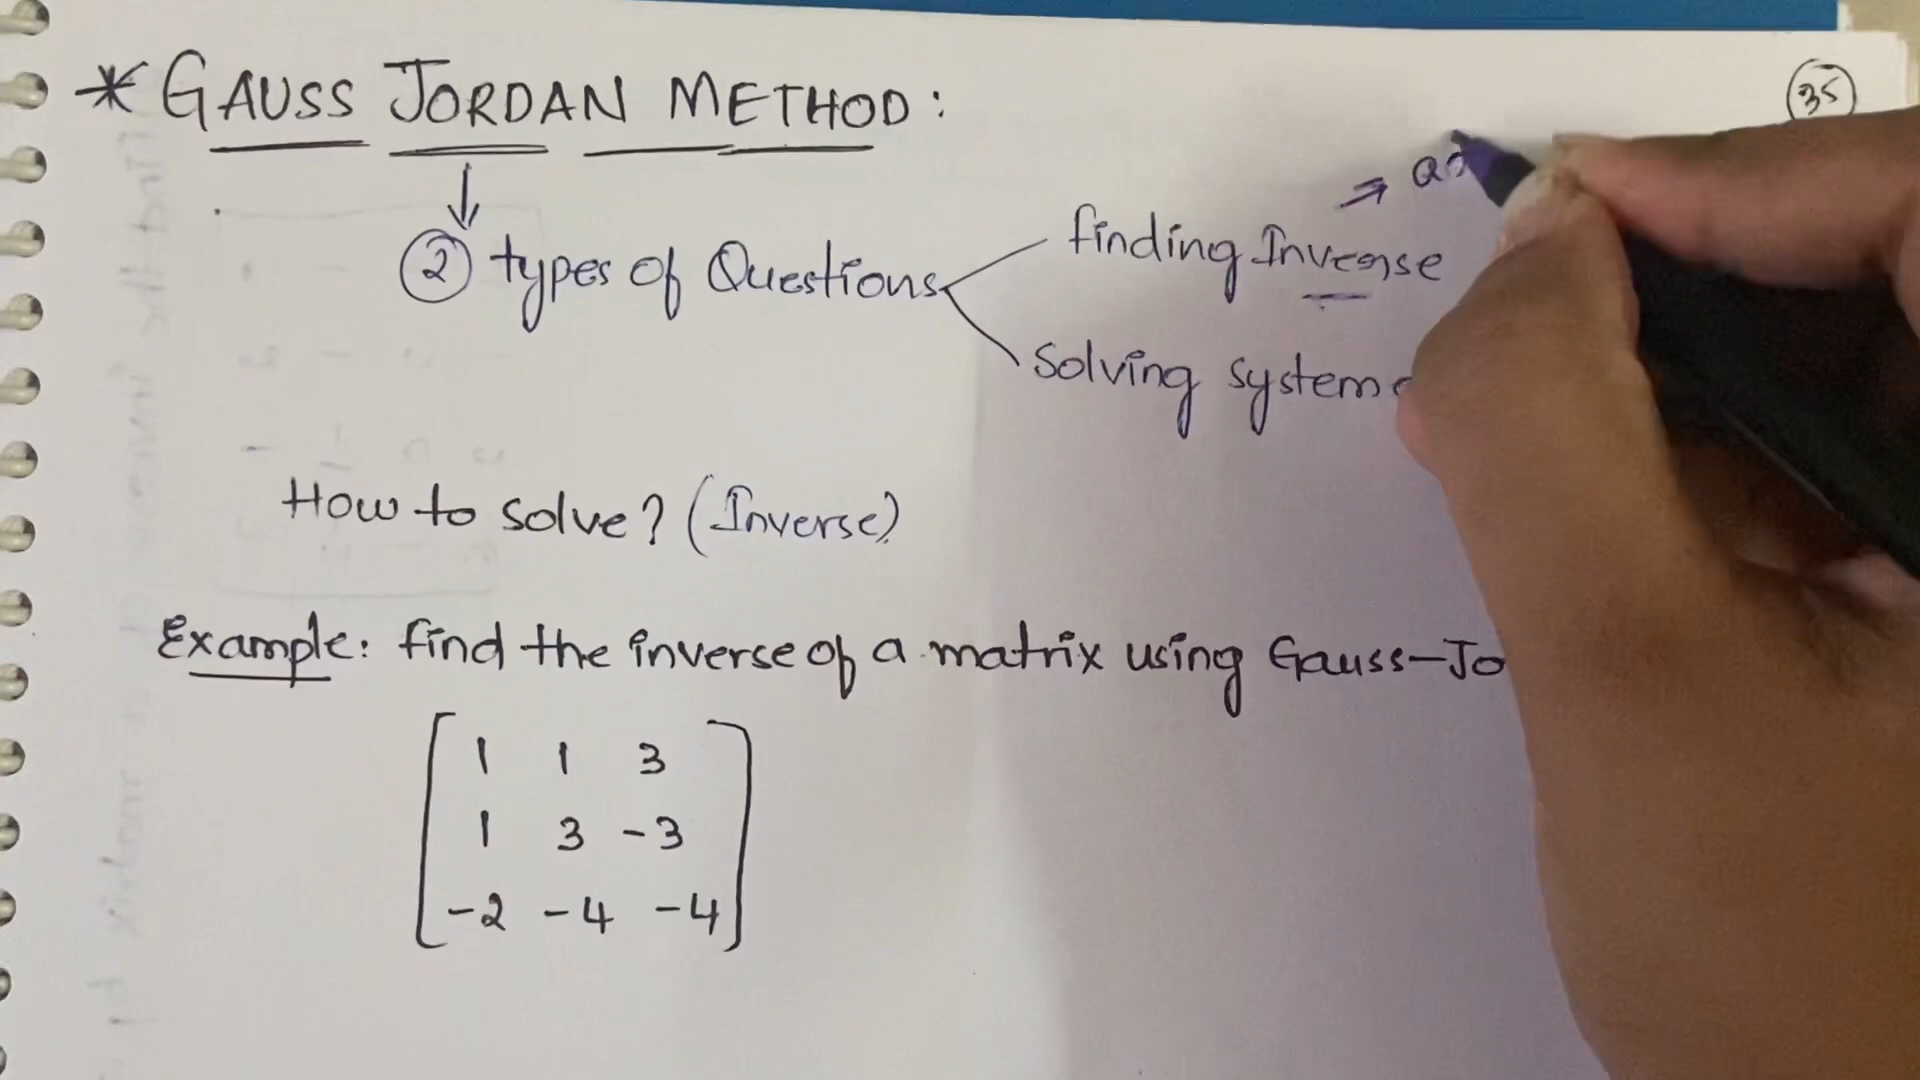 * GAUSS JORDAN METHOD:
35
↓
② types of Questions
finding Inverse →
Solving system
How to solve? (Inverse)
Example: find the inverse of a matrix using Gauss-Jo
1 1 3
1 3 -3
-2 -4 -4